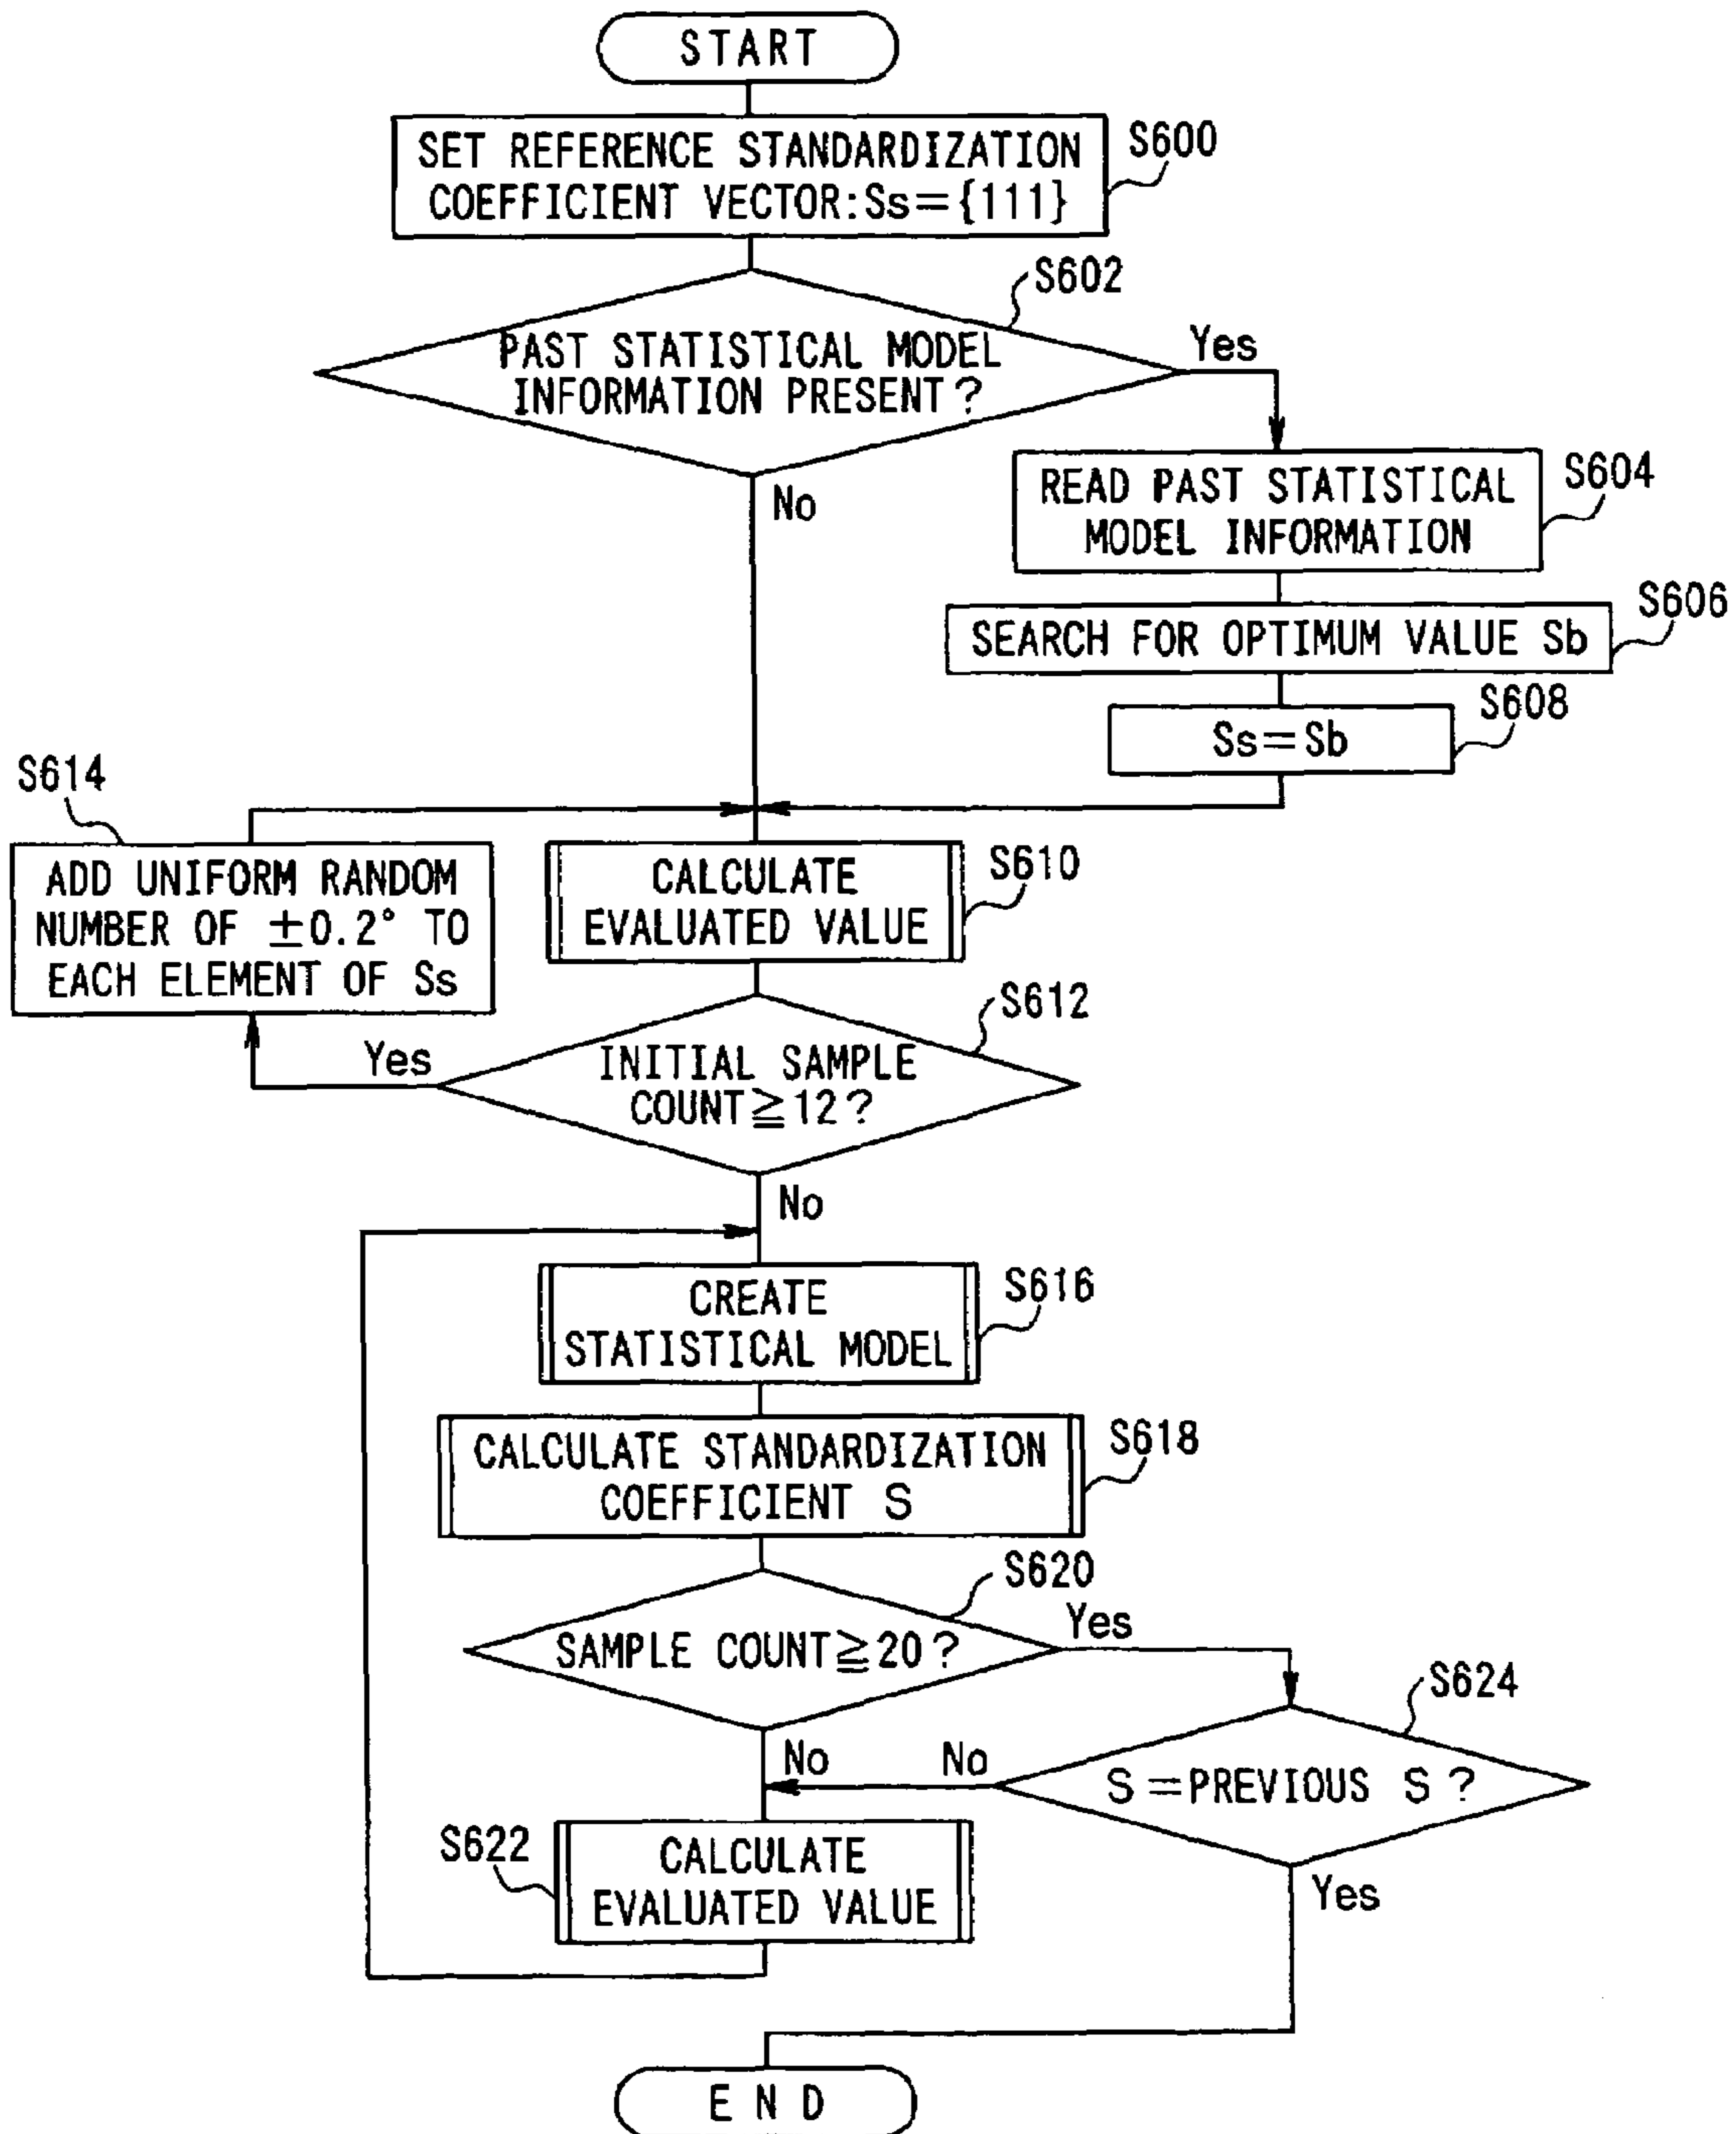 START
SET REFERENCE STANDARDIZATION
COEFFICIENT VECTOR:Ss={111}
S600
S602
PAST STATISTICAL MODEL
INFORMATION PRESENT?
Yes
No
READ PAST STATISTICAL
MODEL INFORMATION
S604
SEARCH FOR OPTIMUM VALUE Sb
S606
Ss=Sb
S608
S614
ADD UNIFORM RANDOM
NUMBER OF ±0.2° TO
EACH ELEMENT OF Ss
CALCULATE
EVALUATED VALUE
S610
S612
INITIAL SAMPLE
COUNT≧12?
Yes
No
CREATE
STATISTICAL MODEL
S616
CALCULATE STANDARDIZATION
COEFFICIENT S
S618
S620
SAMPLE COUNT≧20?
Yes
No
S624
S=PREVIOUS S?
No
Yes
S622
CALCULATE
EVALUATED VALUE
END